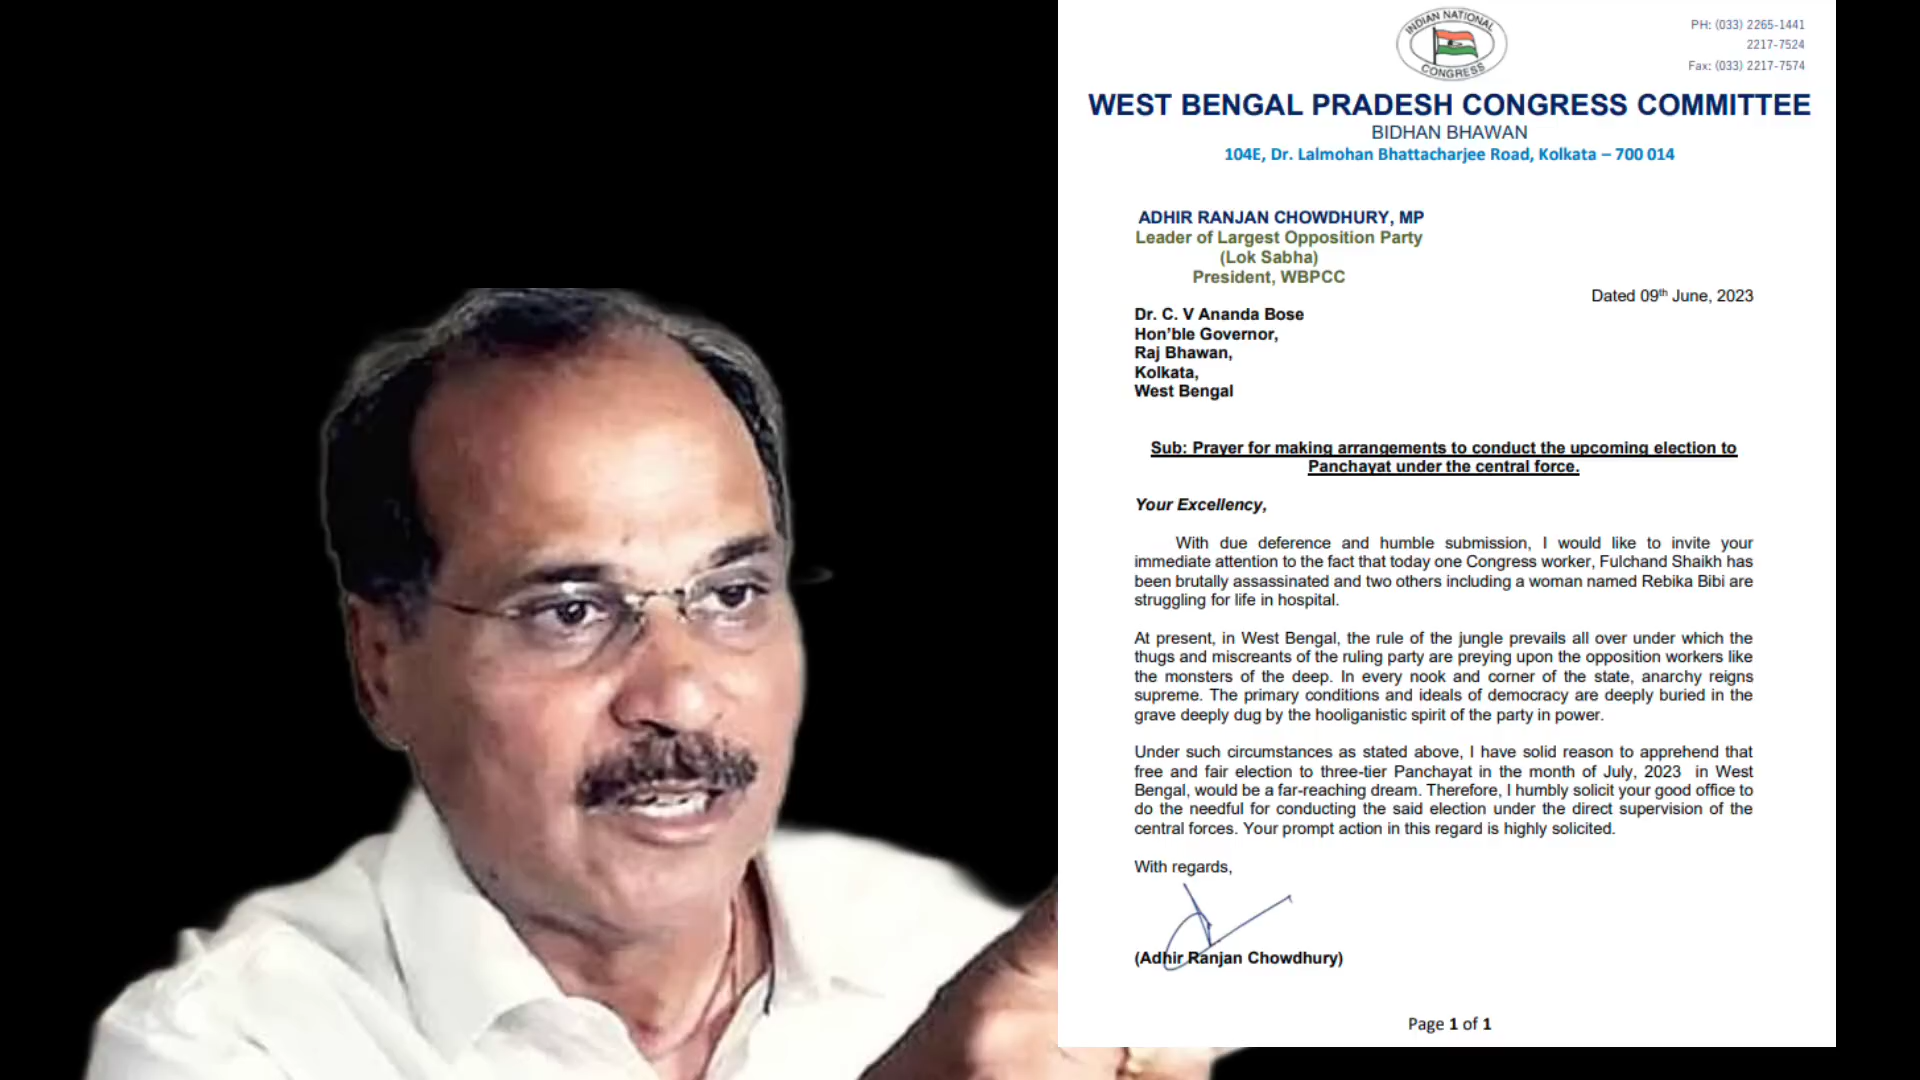 INDIAN NATIONAL
CONGRESS
PH: (033) 2265-1441
2217-7524
Fax: (033) 2217-7574
WEST BENGAL PRADESH CONGRESS COMMITTEE
BIDHAN BHAWAN
104E, Dr. Lalmohan Bhattacharjee Road, Kolkata – 700 014
ADHIR RANJAN CHOWDHURY, MP
Leader of Largest Opposition Party
(Lok Sabha)
President, WBPCC
Dated 09th June, 2023
Dr. C. V Ananda Bose
Hon'ble Governor,
Raj Bhawan,
Kolkata,
West Bengal
Sub: Prayer for making arrangements to conduct the upcoming election to
Panchayat under the central force.
Your Excellency,
With due deference and humble submission, I would like to invite your
immediate attention to the fact that today one Congress worker, Fulchand Shaikh has
been brutally assassinated and two others including a woman named Rebika Bibi are
struggling for life in hospital.
At present, in West Bengal, the rule of the jungle prevails all over under which the
thugs and miscreants of the ruling party are preying upon the opposition workers like
the monsters of the deep. In every nook and corner of the state, anarchy reigns
supreme. The primary conditions and ideals of democracy are deeply buried in the
grave deeply dug by the hooliganistic spirit of the party in power.
Under such circumstances as stated above, I have solid reason to apprehend that
free and fair election to three-tier Panchayat in the month of July, 2023 in West
Bengal, would be a far-reaching dream. Therefore, I humbly solicit your good office to
do the needful for conducting the said election under the direct supervision of the
central forces. Your prompt action in this regard is highly solicited.
With regards,
(Adhir Ranjan Chowdhury)
Page 1 of 1